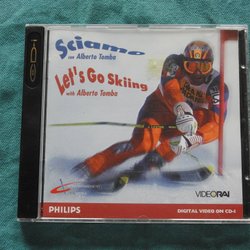 Sciamo
con Alberto Tomba
Let's Go Skiing
with Alberto Tomba
VIDEORAI
PHILIPS
DIGITAL VIDEO ON CD-i